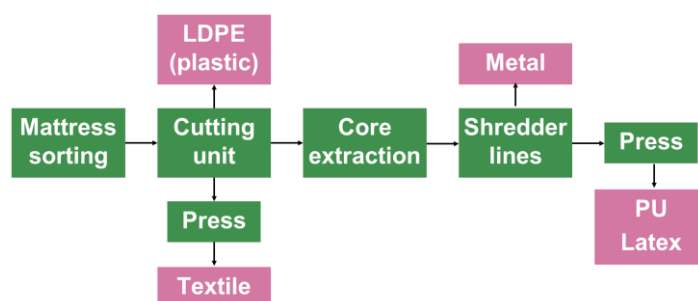 LDPE
(plastic)
Metal
Mattress
sorting
Cutting
unit
Core
extraction
Shredder
lines
Press
Press
PU
Latex
Textile